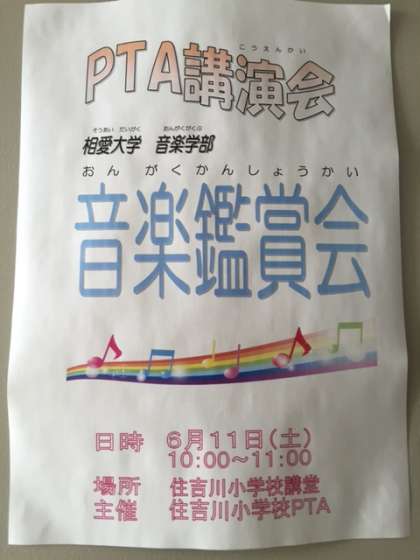 こうえんかい
PTA講演会
そうあい だいがく おんがくがくぶ
相愛大学 音楽学部
おんがくかんしょうかい
音楽鑑賞会
日時 6月11日(土)
10:00~11:00
場所 住吉川小学校講堂
主催 住吉川小学校PTA